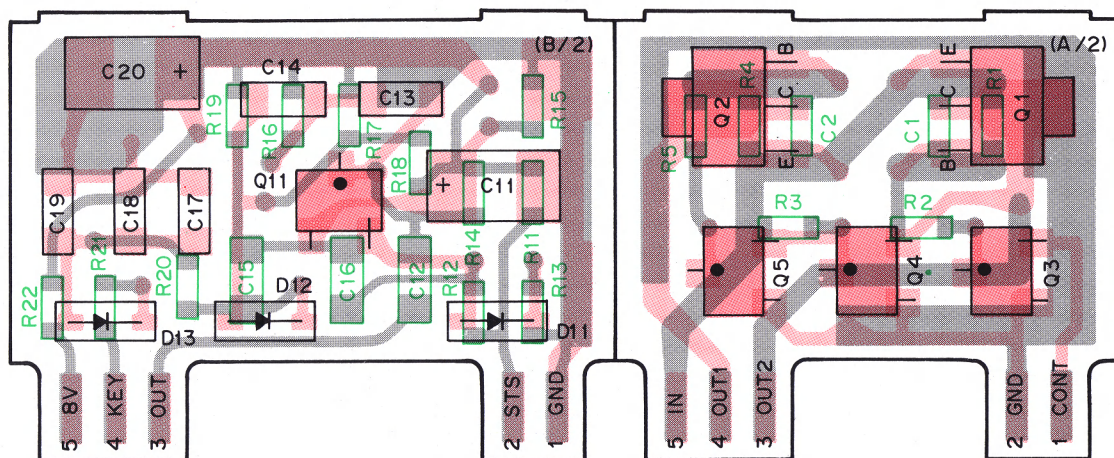 (B/2)
C20 +
C14
C13
R19
R16
R17
R18
R15
Q11
+ C11
C19
C18
C17
R21
R20
R22
C15
C16
C12
R12
R14
R11
R13
D12
D13
D11
5 8V
4 KEY
3 OUT
2 STS
1 GND
(A/2)
B
C
E
Q2
R4
R5
C2
E
C
B
C1
R1
Q1
R3
R2
Q5
Q4
Q3
5 IN
4 OUT1
3 OUT2
2 GND
1 CONT